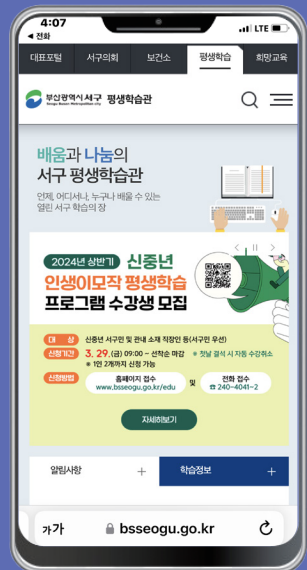 4:07
LTE
◀ 전화
대표포털 서구의회 보건소 평생학습 희망교육
부산광역시 서구 평생학습관
Seogu Busan Metropolitan city
배움과 나눔의
서구 평생학습관
언제, 어디서나, 누구나 배울 수 있는
열린 서구 학습의 장
2024년 상반기 신중년
인생이모작 평생학습
프로그램 수강생 모집
대 상 신중년 서구민 및 관내 소재 직장인 등(서구민 우선)
신청기간 3. 29.(금) 09:00 ~ 선착순 마감 * 첫날 결석 시 자동 수강취소
* 1인 2개까지 신청 가능
신청방법 홈페이지 접수 및 전화 접수
www.bsseogu.go.kr/edu ☎ 240-4041~2
자세히보기
알림사항 +
학습정보 +
가가 bsseogu.go.kr